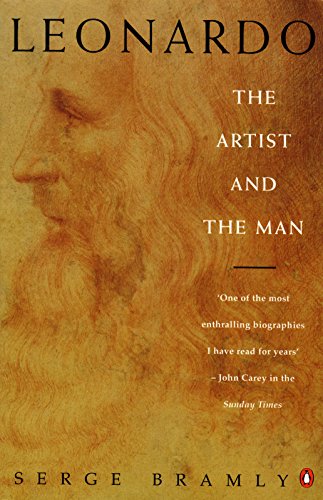 LEONARDO
THE
ARTIST
AND
THE MAN
‘One of the most
enthralling biographies
I have read for years’
– John Carey in the
Sunday Times
SERGE BRAMLY